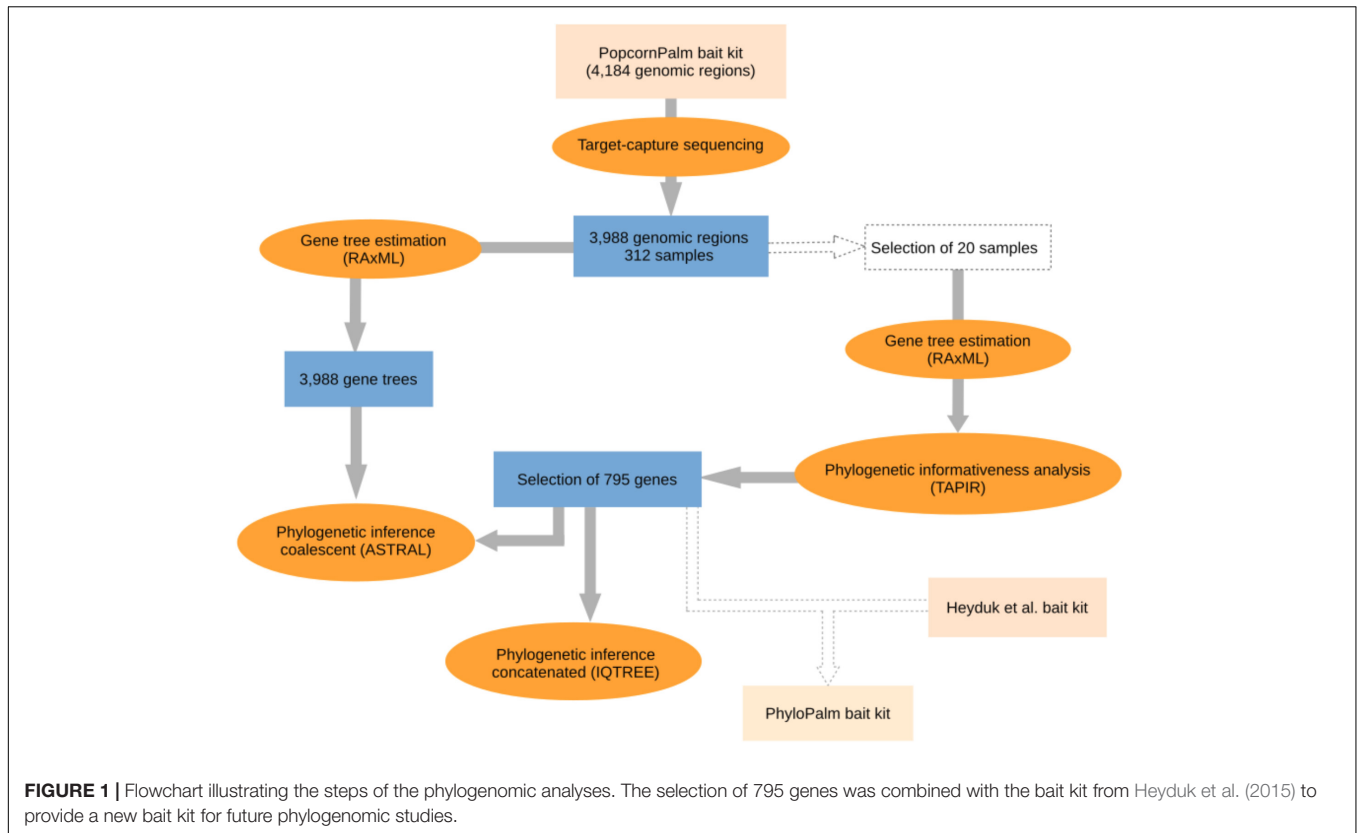 PopcornPalm bait kit
(4,184 genomic regions)
Target-capture sequencing
Gene tree estimation
(RAxML)
3,988 genomic regions
312 samples
Selection of 20 samples
Gene tree estimation
(RAxML)
3,988 gene trees
Phylogenetic informativeness analysis
(TAPIR)
Selection of 795 genes
Phylogenetic inference
coalescent (ASTRAL)
Heyduk et al. bait kit
Phylogenetic inference
concatenated (IQTREE)
PhyloPalm bait kit
FIGURE 1 | Flowchart illustrating the steps of the phylogenomic analyses. The selection of 795 genes was combined with the bait kit from Heyduk et al. (2015) to
provide a new bait kit for future phylogenomic studies.